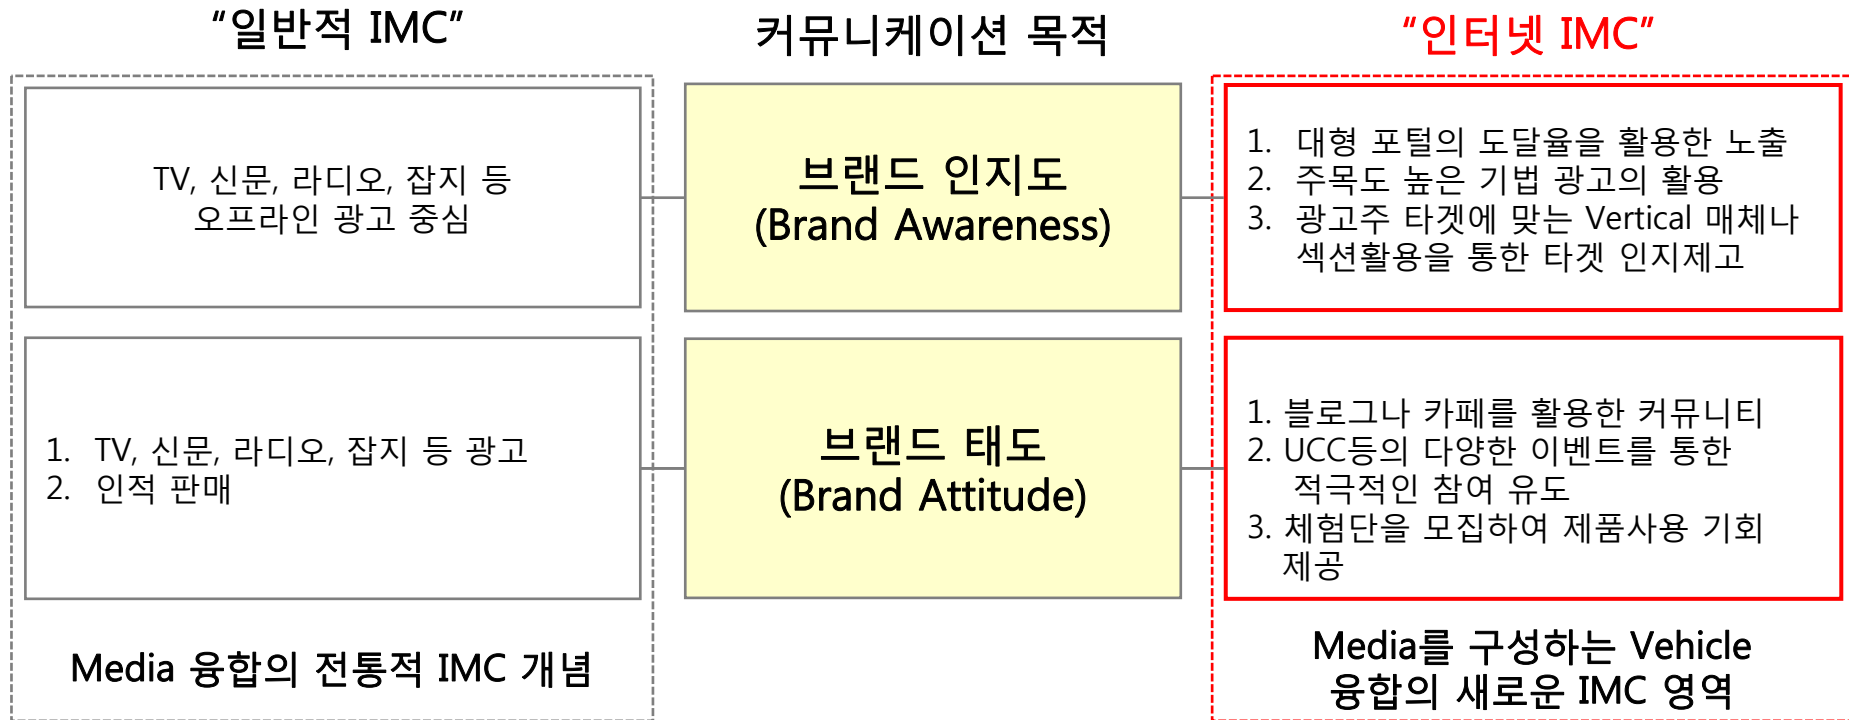 “일반적 IMC”
커뮤니케이션 목적
“인터넷 IMC”
TV, 신문, 라디오, 잡지 등
오프라인 광고 중심
브랜드 인지도
(Brand Awareness)
1. 대형 포털의 도달율을 활용한 노출
2. 주목도 높은 기법 광고의 활용
3. 광고주 타겟에 맞는 Vertical 매체나
섹션활용을 통한 타겟 인지제고
1. TV, 신문, 라디오, 잡지 등 광고
2. 인적 판매
브랜드 태도
(Brand Attitude)
1. 블로그나 카페를 활용한 커뮤니티
2. UCC등의 다양한 이벤트를 통한
적극적인 참여 유도
3. 체험단을 모집하여 제품사용 기회
제공
Media 융합의 전통적 IMC 개념
Media를 구성하는 Vehicle
융합의 새로운 IMC 영역